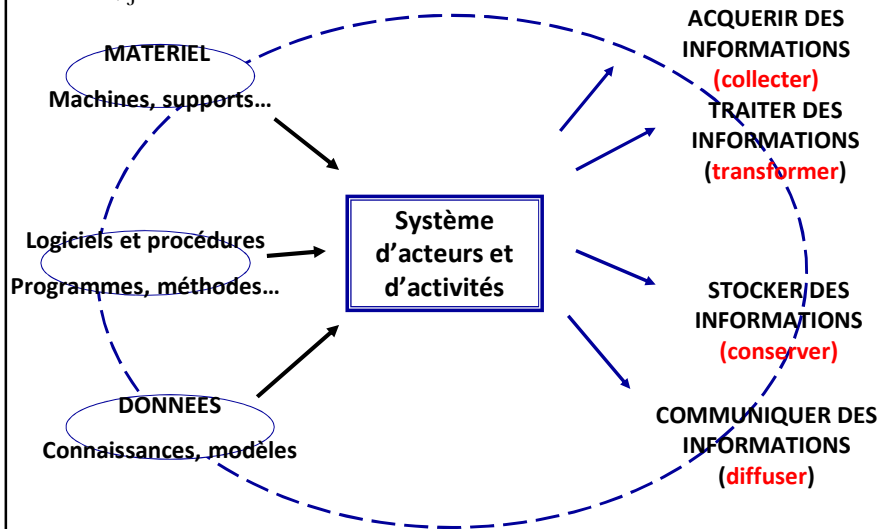 MATERIEL
Machines, supports…
Logiciels et procédures
Programmes, méthodes…
DONNEES
Connaissances, modèles
Système
d’acteurs et
d’activités
ACQUERIR DES
INFORMATIONS
(collecter)
TRAITER DES
INFORMATIONS
(transformer)
STOCKER DES
INFORMATIONS
(conserver)
COMMUNIQUER DES
INFORMATIONS
(diffuser)